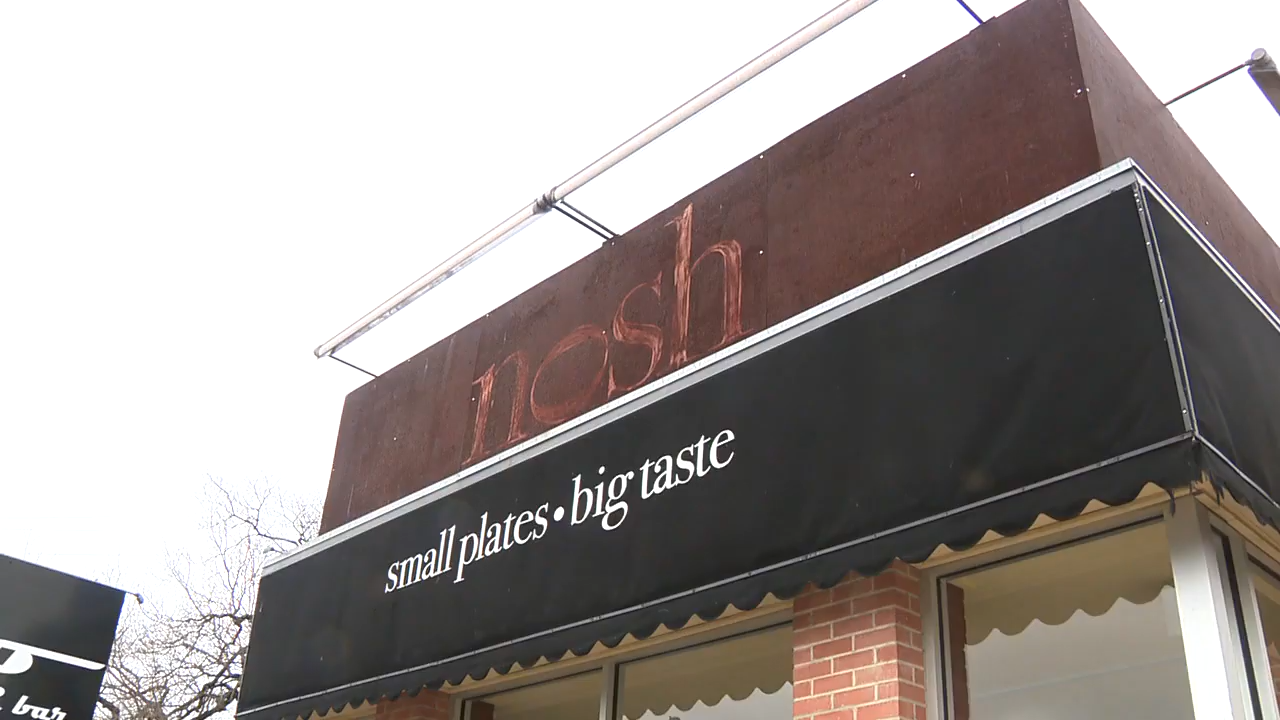 nosh
small plates • big taste
bar